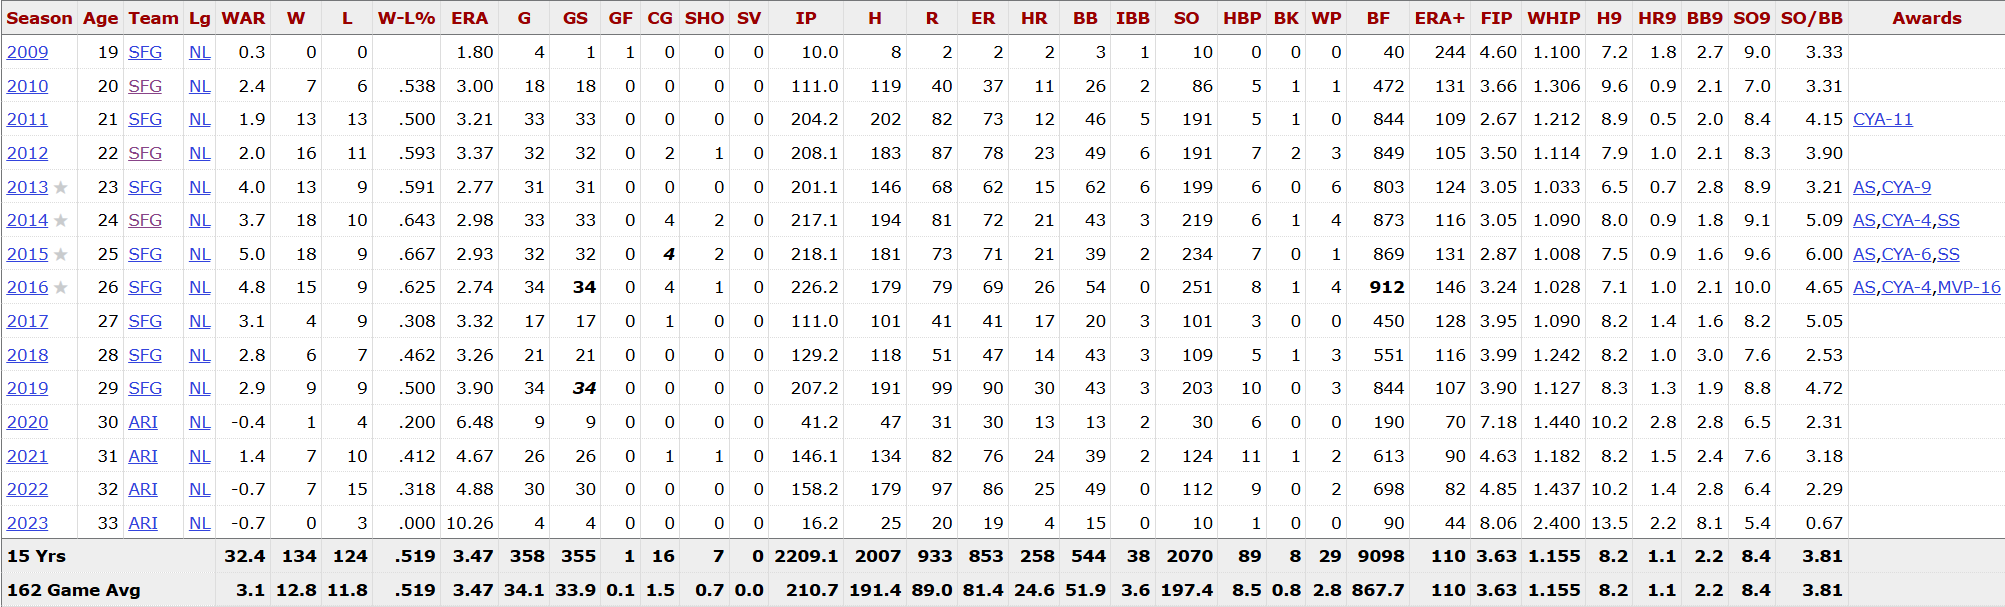 Season Age Team Lg WAR W L W-L% ERA G GS GF CG SHO SV IP H R ER HR BB IBB SO HBP BK WP BF ERA+ FIP WHIP H9 HR9 BB9 SO9 SO/BB Awards
2009 19 SFG NL 0.3 0 0 1.80 4 1 1 0 0 0 10.0 8 2 2 2 3 1 10 0 0 0 40 244 4.60 1.100 7.2 1.8 2.7 9.0 3.33
2010 20 SFG NL 2.4 7 6 .538 3.00 18 18 0 0 0 0 111.0 119 40 37 11 26 2 86 5 1 1 472 131 3.66 1.306 9.6 0.9 2.1 7.0 3.31
2011 21 SFG NL 1.9 13 13 .500 3.21 33 33 0 0 0 0 204.2 202 82 73 12 46 5 191 5 1 0 844 109 2.67 1.212 8.9 0.5 2.0 8.4 4.15 CYA-11
2012 22 SFG NL 2.0 16 11 .593 3.37 32 32 0 2 1 0 208.1 183 87 78 23 49 6 191 7 2 3 849 105 3.50 1.114 7.9 1.0 2.1 8.3 3.90
2013 ★ 23 SFG NL 4.0 13 9 .591 2.77 31 31 0 0 0 0 201.1 146 68 62 15 62 6 199 6 0 6 803 124 3.05 1.033 6.5 0.7 2.8 8.9 3.21 AS,CYA-9
2014 ★ 24 SFG NL 3.7 18 10 .643 2.98 33 33 0 4 2 0 217.1 194 81 72 21 43 3 219 6 1 4 873 116 3.05 1.090 8.0 0.9 1.8 9.1 5.09 AS,CYA-4,SS
2015 ★ 25 SFG NL 5.0 18 9 .667 2.93 32 32 0 4 2 0 218.1 181 73 71 21 39 2 234 7 0 1 869 131 2.87 1.008 7.5 0.9 1.6 9.6 6.00 AS,CYA-6,SS
2016 ★ 26 SFG NL 4.8 15 9 .625 2.74 34 34 0 4 1 0 226.2 179 79 69 26 54 0 251 8 1 4 912 146 3.24 1.028 7.1 1.0 2.1 10.0 4.65 AS,CYA-4,MVP-16
2017 27 SFG NL 3.1 4 9 .308 3.32 17 17 0 1 0 0 111.0 101 41 41 17 20 3 101 3 0 0 450 128 3.95 1.090 8.2 1.4 1.6 8.2 5.05
2018 28 SFG NL 2.8 6 7 .462 3.26 21 21 0 0 0 0 129.2 118 51 47 14 43 3 109 5 1 3 551 116 3.99 1.242 8.2 1.0 3.0 7.6 2.53
2019 29 SFG NL 2.9 9 9 .500 3.90 34 34 0 0 0 0 207.2 191 99 90 30 43 3 203 10 0 3 844 107 3.90 1.127 8.3 1.3 1.9 8.8 4.72
2020 30 ARI NL -0.4 1 4 .200 6.48 9 9 0 0 0 0 41.2 47 31 30 13 13 2 30 6 0 0 190 70 7.18 1.440 10.2 2.8 2.8 6.5 2.31
2021 31 ARI NL 1.4 7 10 .412 4.67 26 26 0 1 1 0 146.1 134 82 76 24 39 2 124 11 1 2 613 90 4.63 1.182 8.2 1.5 2.4 7.6 3.18
2022 32 ARI NL -0.7 7 15 .318 4.88 30 30 0 0 0 0 158.2 179 97 86 25 49 0 112 9 0 2 698 82 4.85 1.437 10.2 1.4 2.8 6.4 2.29
2023 33 ARI NL -0.7 0 3 .000 10.26 4 4 0 0 0 0 16.2 25 20 19 4 15 0 10 1 0 0 90 44 8.06 2.400 13.5 2.2 8.1 5.4 0.67
15 Yrs 32.4 134 124 .519 3.47 358 355 1 16 7 0 2209.1 2007 933 853 258 544 38 2070 89 8 29 9098 110 3.63 1.155 8.2 1.1 2.2 8.4 3.81
162 Game Avg 3.1 12.8 11.8 .519 3.47 34.1 33.9 0.1 1.5 0.7 0.0 210.7 191.4 89.0 81.4 24.6 51.9 3.6 197.4 8.5 0.8 2.8 867.7 110 3.63 1.155 8.2 1.1 2.2 8.4 3.81